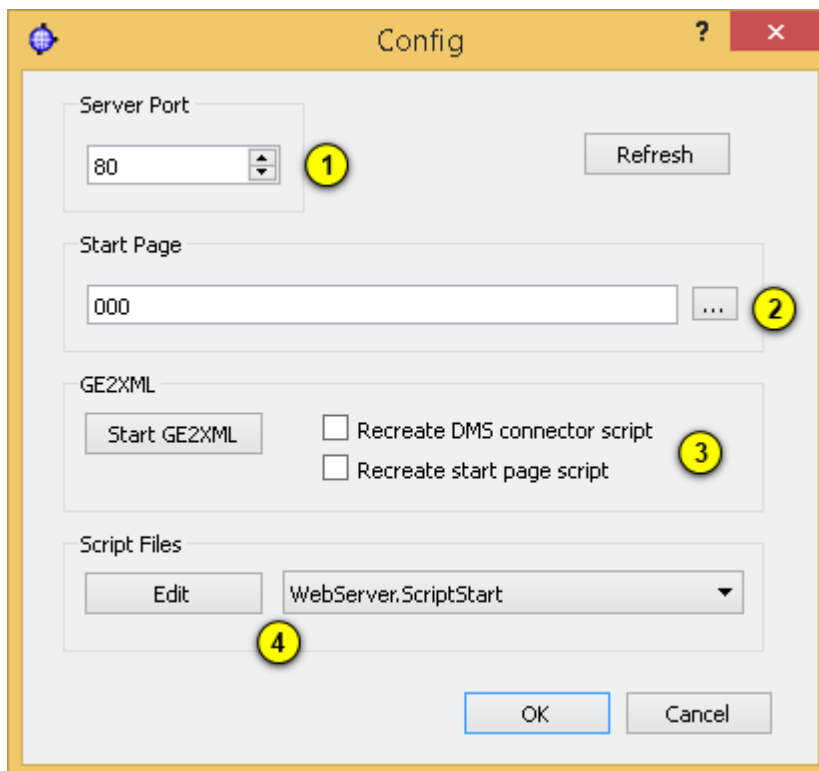 Config
?
Server Port
80
1
Refresh
Start Page
000
...
2
GE2XML
Start GE2XML
Recreate DMS connector script
3
Recreate start page script
Script Files
Edit
WebServer.ScriptStart
4
OK
Cancel